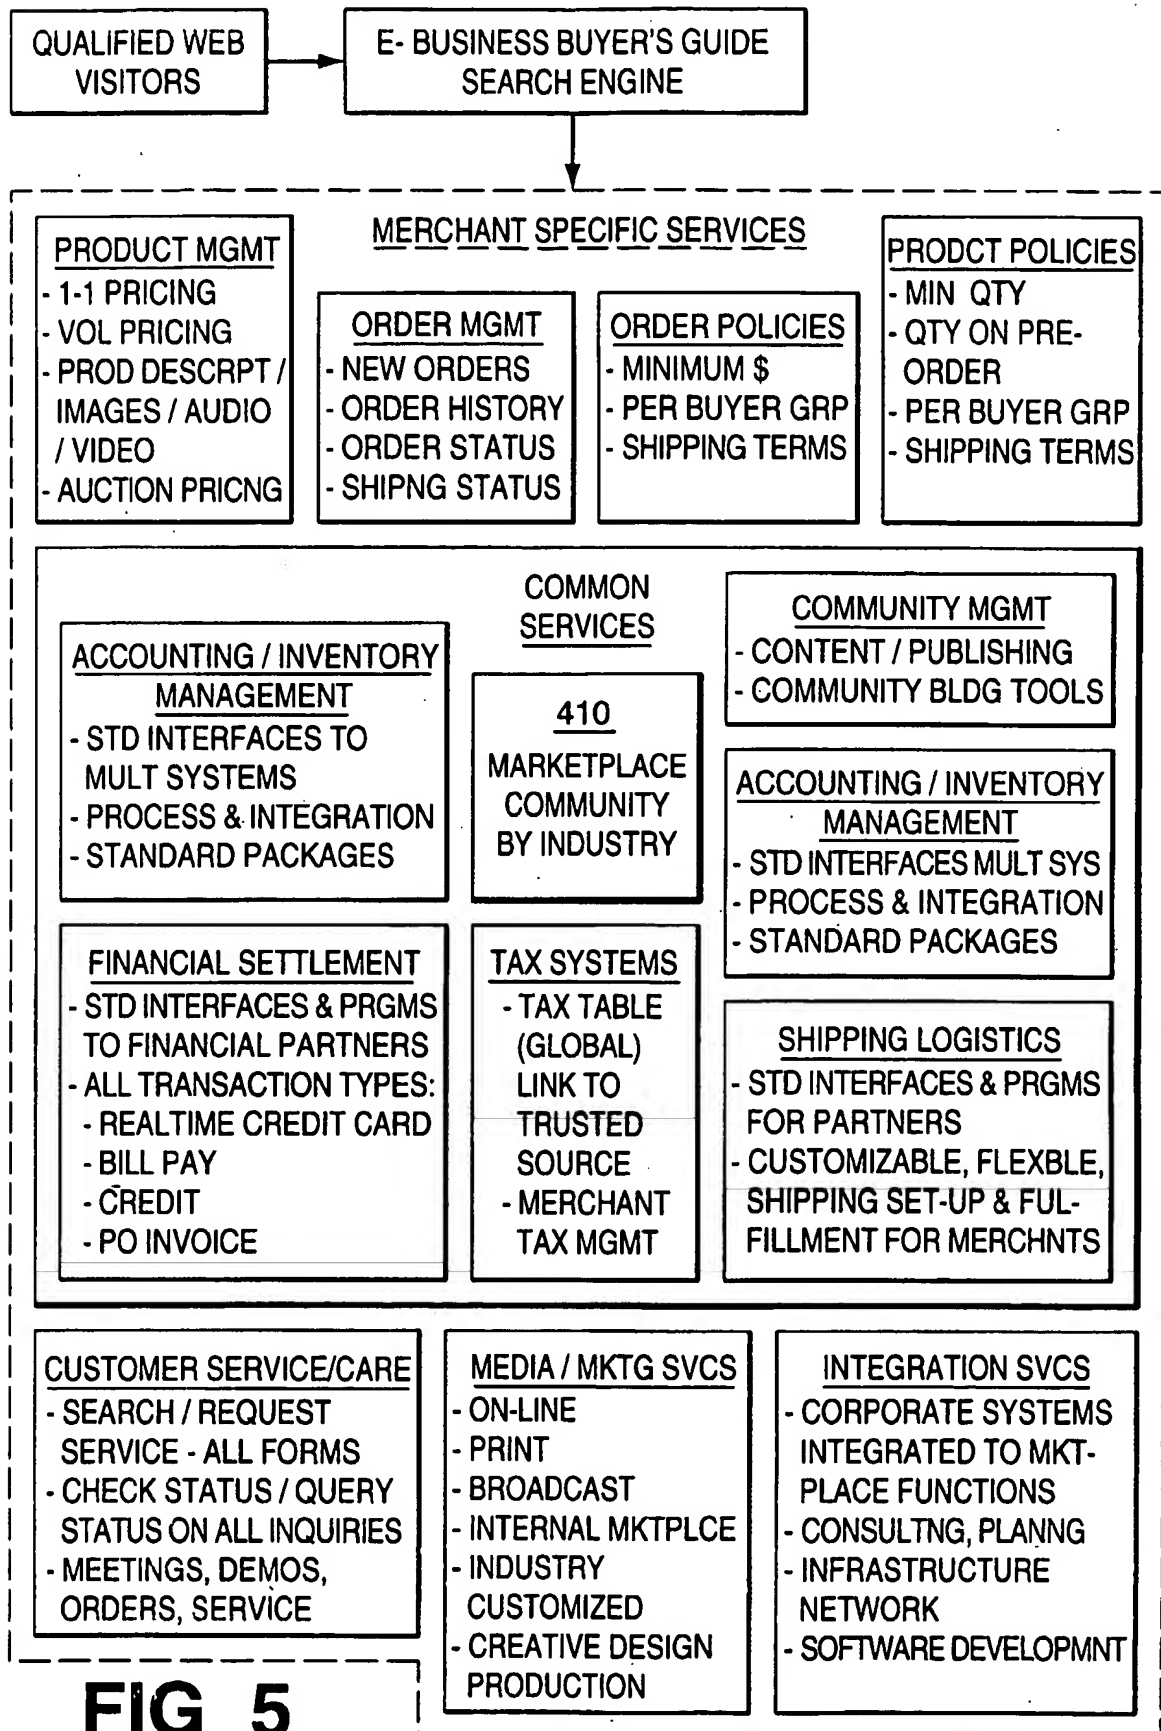 QUALIFIED WEB
VISITORS
E- BUSINESS BUYER'S GUIDE
SEARCH ENGINE
MERCHANT SPECIFIC SERVICES
PRODUCT MGMT
- 1-1 PRICING
- VOL PRICING
- PROD DESCRPT /
IMAGES / AUDIO
/ VIDEO
- AUCTION PRICNG
ORDER MGMT
- NEW ORDERS
- ORDER HISTORY
- ORDER STATUS
- SHIPNG STATUS
ORDER POLICIES
- MINIMUM $
- PER BUYER GRP
- SHIPPING TERMS
PRODCT POLICIES
- MIN QTY
- QTY ON PRE-
ORDER
- PER BUYER GRP
- SHIPPING TERMS
COMMON
SERVICES
ACCOUNTING / INVENTORY
MANAGEMENT
- STD INTERFACES TO
MULT SYSTEMS
- PROCESS & INTEGRATION
- STANDARD PACKAGES
410
MARKETPLACE
COMMUNITY
BY INDUSTRY
COMMUNITY MGMT
- CONTENT / PUBLISHING
- COMMUNITY BLDG TOOLS
ACCOUNTING / INVENTORY
MANAGEMENT
- STD INTERFACES MULT SYS
- PROCESS & INTEGRATION
- STANDARD PACKAGES
FINANCIAL SETTLEMENT
- STD INTERFACES & PRGMS
TO FINANCIAL PARTNERS
- ALL TRANSACTION TYPES:
- REALTIME CREDIT CARD
- BILL PAY
- CREDIT
- PO INVOICE
TAX SYSTEMS
- TAX TABLE
(GLOBAL)
LINK TO
TRUSTED
SOURCE
- MERCHANT
TAX MGMT
SHIPPING LOGISTICS
- STD INTERFACES & PRGMS
FOR PARTNERS
- CUSTOMIZABLE, FLEXBLE,
SHIPPING SET-UP & FUL-
FILLMENT FOR MERCHNTS
CUSTOMER SERVICE/CARE
- SEARCH / REQUEST
SERVICE - ALL FORMS
- CHECK STATUS / QUERY
STATUS ON ALL INQUIRIES
- MEETINGS, DEMOS,
ORDERS, SERVICE
MEDIA / MKTG SVCS
- ON-LINE
- PRINT
- BROADCAST
- INTERNAL MKTPLCE
- INDUSTRY
CUSTOMIZED
- CREATIVE DESIGN
PRODUCTION
INTEGRATION SVCS
- CORPORATE SYSTEMS
INTEGRATED TO MKT-
PLACE FUNCTIONS
- CONSULTNG, PLANNG
- INFRASTRUCTURE
NETWORK
- SOFTWARE DEVELOPMNT
FIG 5